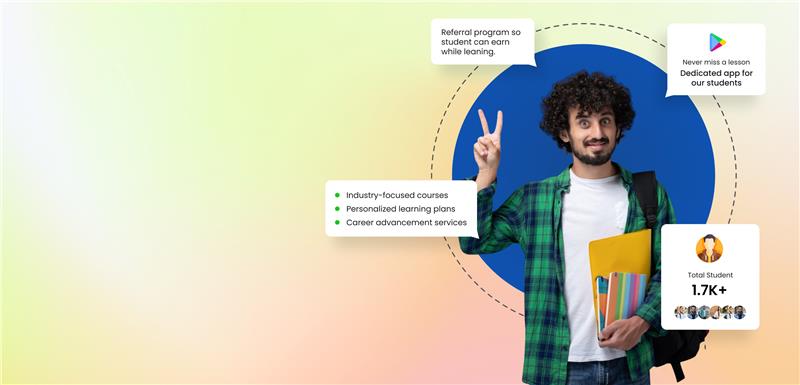 Referral program so
student can earn
while leaning.
Never miss a lesson
Dedicated app for
our students
Industry-focused courses
Personalized learning plans
Career advancement services
Total Student
1.7K+